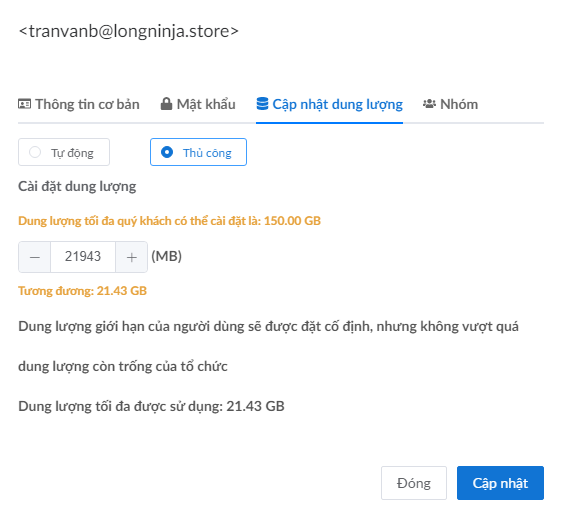 <tranvanb@longninja.store>
Thông tin cơ bản Mật khẩu Cập nhật dung lượng Nhóm
Tự động Thủ công
Cài đặt dung lượng
Dung lượng tối đa quý khách có thể cài đặt là: 150.00 GB
− 21943 + (MB)
Tương đương: 21.43 GB
Dung lượng giới hạn của người dùng sẽ được đặt cố định, nhưng không vượt quá
dung lượng còn trống của tổ chức
Dung lượng tối đa được sử dụng: 21.43 GB
Đóng Cập nhật